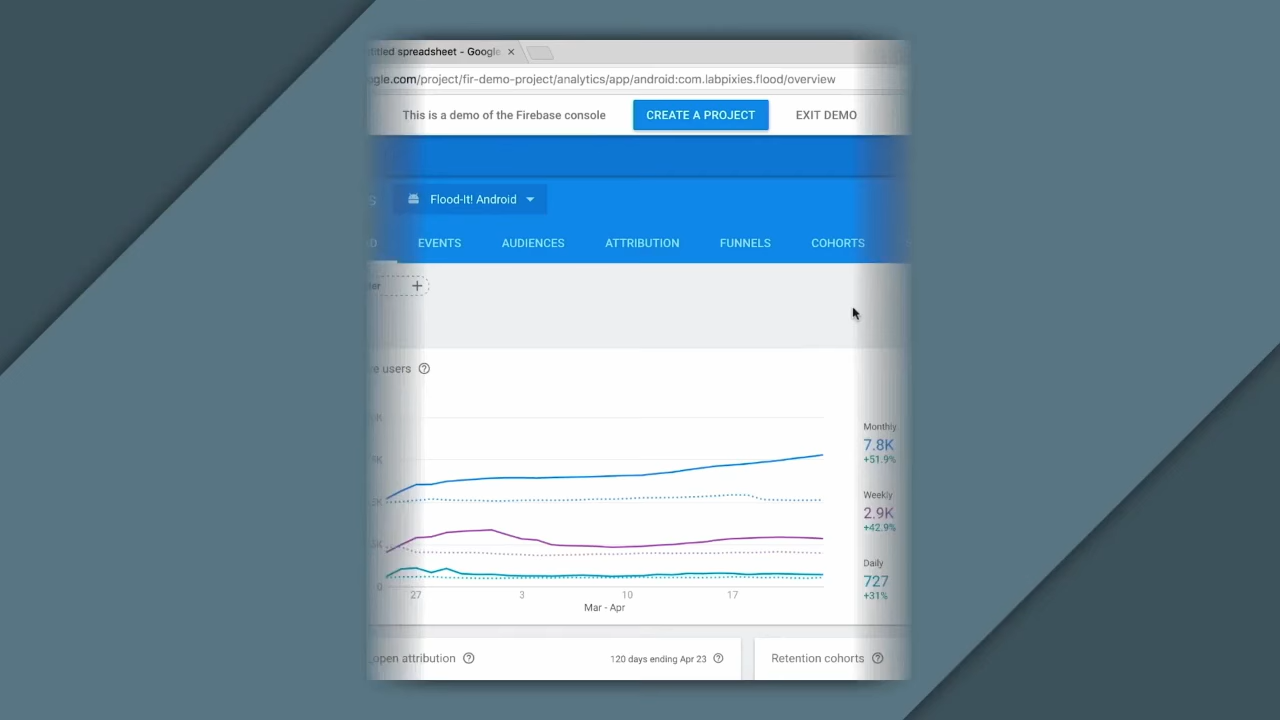 titled spreadsheet - Google
ogle.com/project/fir-demo-project/analytics/app/android:com.labpixies.flood/overview
This is a demo of the Firebase console
CREATE A PROJECT
EXIT DEMO
Flood-It! Android
EVENTS
AUDIENCES
ATTRIBUTION
FUNNELS
COHORTS
users
Monthly
7.8K
+51.9%
Weekly
2.9K
+42.9%
Daily
727
+31%
0
27
3
10
17
Mar - Apr
open attribution
120 days ending Apr 23
Retention cohorts